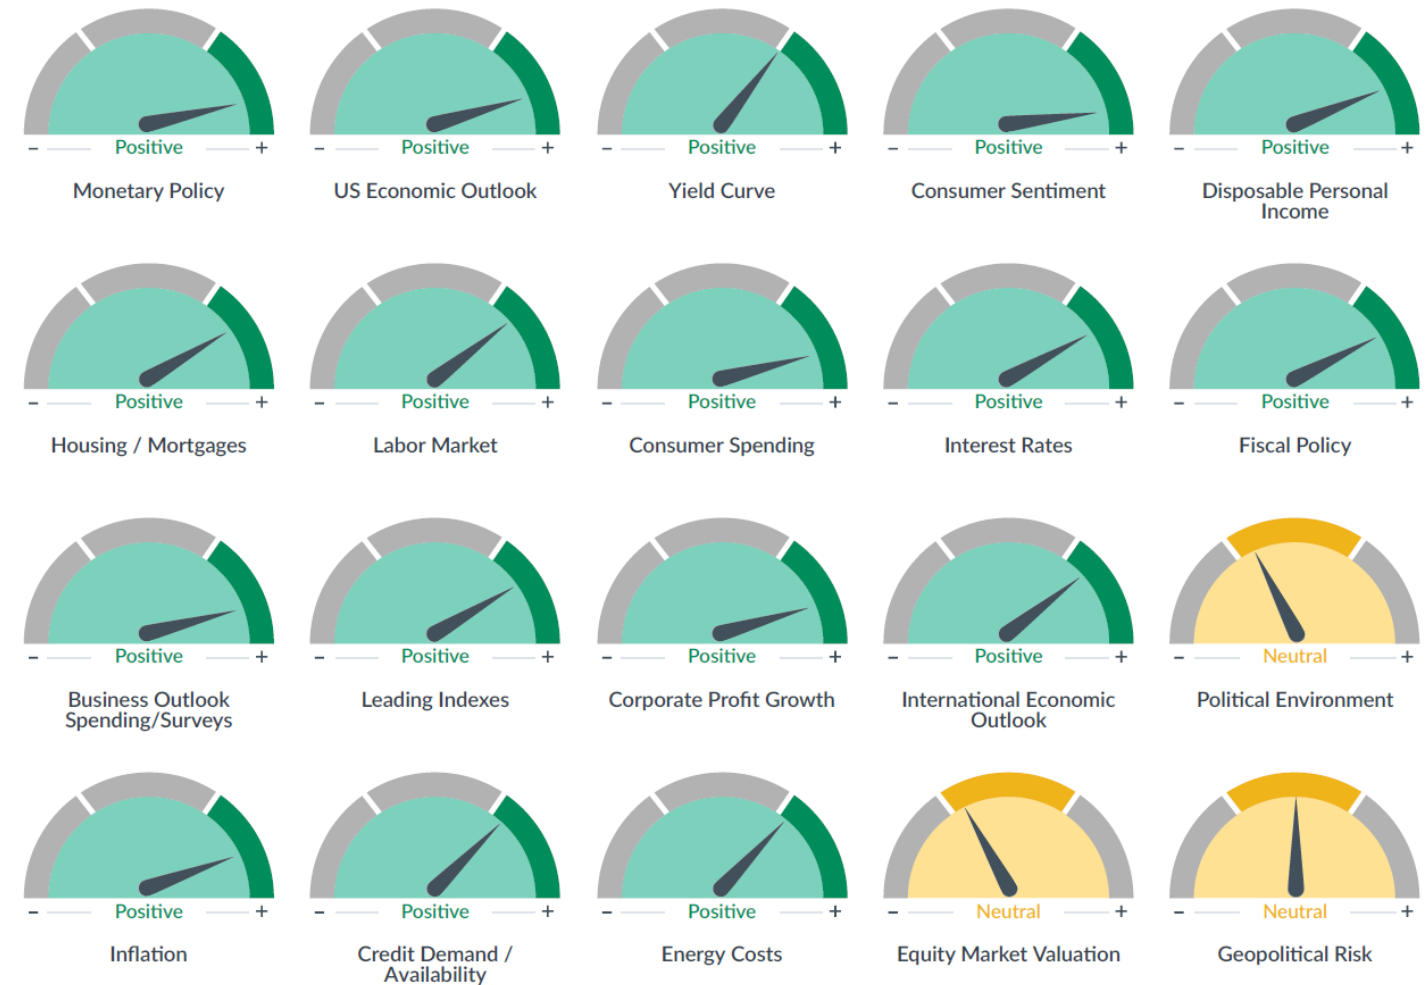 - Positive +
- Positive +
- Positive +
- Positive +
- Positive +
Monetary Policy
US Economic Outlook
Yield Curve
Consumer Sentiment
Disposable Personal
Income
- Positive +
- Positive +
- Positive +
- Positive +
- Positive +
Housing / Mortgages
Labor Market
Consumer Spending
Interest Rates
Fiscal Policy
- Positive +
- Positive +
- Positive +
- Positive +
- Neutral +
Business Outlook
Spending/Surveys
Leading Indexes
Corporate Profit Growth
International Economic
Outlook
Political Environment
- Positive +
- Positive +
- Positive +
- Neutral +
- Neutral +
Inflation
Credit Demand /
Availability
Energy Costs
Equity Market Valuation
Geopolitical Risk